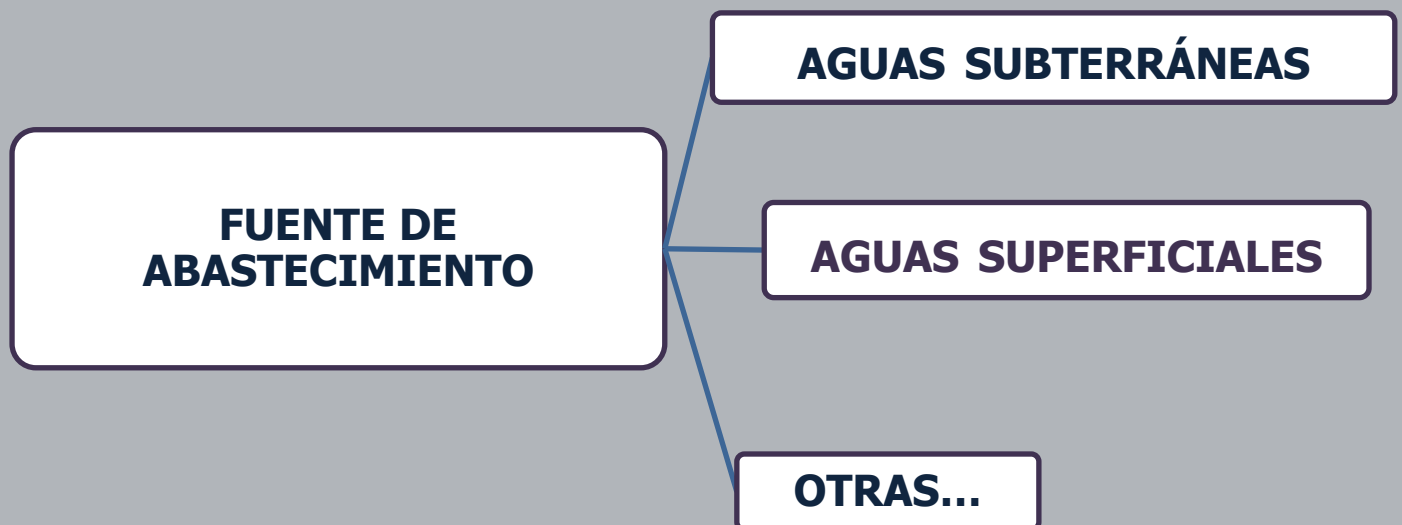 AGUAS SUBTERRÁNEAS
FUENTE DE
ABASTECIMIENTO
AGUAS SUPERFICIALES
OTRAS...